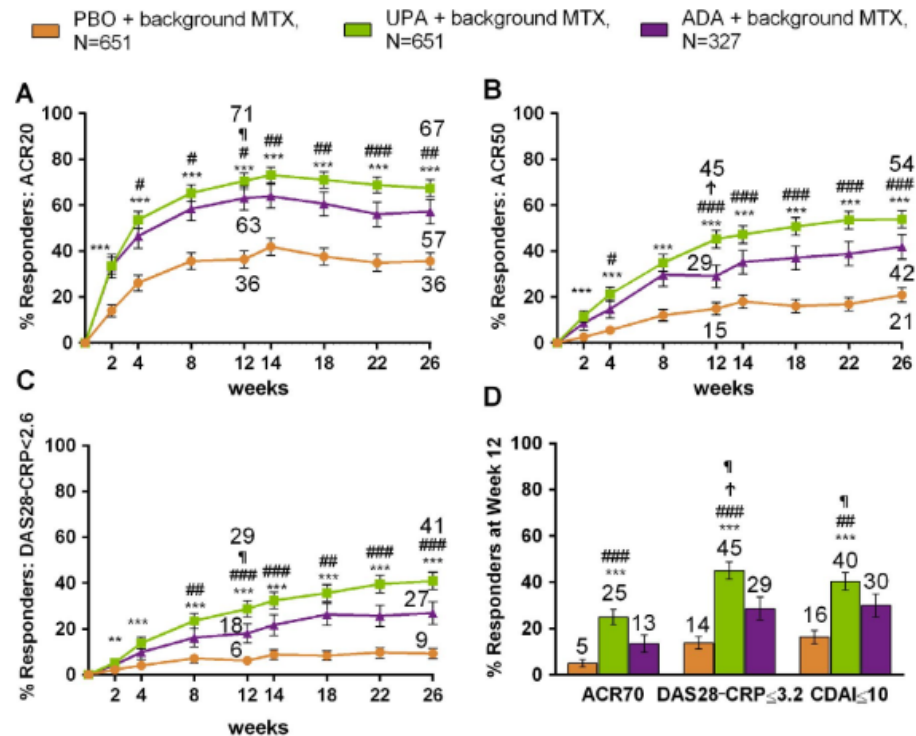 PBO + background MTX,
N=651
UPA + background MTX,
N=651
ADA + background MTX,
N=327
A
% Responders: ACR20
100
80
60
40
20
0
71
¶
#
# # ## ## ### ##
*** *** *** *** *** *** *** ***
67
63
57
36
36
2 4 8 12 14 18 22 26
weeks
B
% Responders: ACR50
100
80
60
40
20
0
45
†
54
# ### ### ### ### ###
*** *** *** *** *** *** *** ***
29
42
15
21
2 4 8 12 14 18 22 26
weeks
C
% Responders: DAS28-CRP<2.6
100
80
60
40
20
0
29
¶
41
## ### ### ## ### ###
** *** *** *** *** *** *** ***
18
27
6
9
2 4 8 12 14 18 22 26
weeks
D
% Responders at Week 12
100
80
60
40
20
0
###
***
5 25 13
¶
†
###
***
14 45 29
¶
##
***
16 40 30
ACR70 DAS28-CRP≤3.2 CDAI≤10